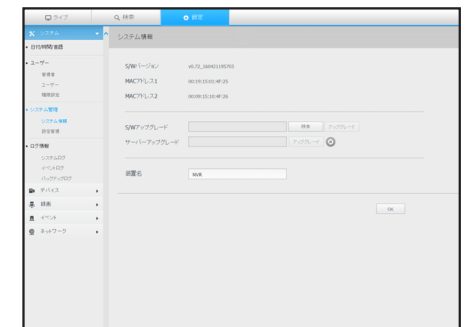 ライブ
検索
設定
システム
システム情報
日付/時間/言語
ユーザー
管理者
ユーザー
権限設定
システム管理
システム情報
設定管理
ログ情報
システムログ
イベントログ
バックアップログ
デバイス
録画
イベント
ネットワーク
S/Wバージョン
MACアドレス1
MACアドレス2
S/Wアップグレード
検索
アップグレード
サーバーアップグレード
アップグレード
装置名
NVR
OK